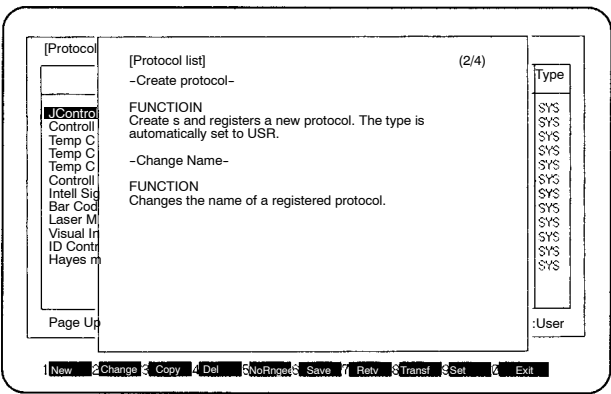 [Protocol
[Protocol list] (2/4)
Type
-Create protocol-
FUNCTIOIN
Create s and registers a new protocol. The type is
automatically set to USR.
-Change Name-
FUNCTION
Changes the name of a registered protocol.
JControl
Controll
Temp C
Temp C
Temp C
Controll
Intell Sig
Bar Cod
Laser M
Visual In
ID Contr
Hayes m
SYS
SYS
SYS
SYS
SYS
SYS
SYS
SYS
SYS
SYS
SYS
SYS
Page Up :User
1 New 2 Change 3 Copy 4 Del 5 NoRngee 6 Save 7 Retv 8 Transf 9 Set 0 Exit